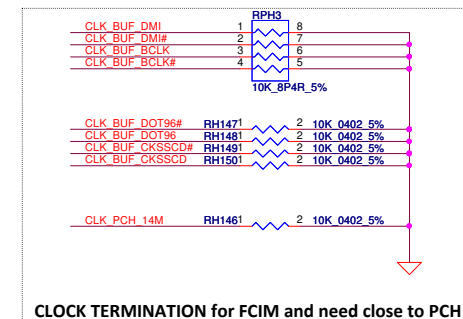 RPH3
CLK_BUF_DMI 1 8
CLK_BUF_DMI# 2 7
CLK_BUF_BCLK 3 6
CLK_BUF_BCLK# 4 5
10K_8P4R_5%
CLK_BUF_DOT96# RH147 1 2 10K_0402_5%
CLK_BUF_DOT96 RH148 1 2 10K_0402_5%
CLK_BUF_CKSSCD# RH149 1 2 10K_0402_5%
CLK_BUF_CKSSCD RH150 1 2 10K_0402_5%
CLK_PCH_14M RH146 1 2 10K_0402_5%
CLOCK TERMINATION for FCIM and need close to PCH